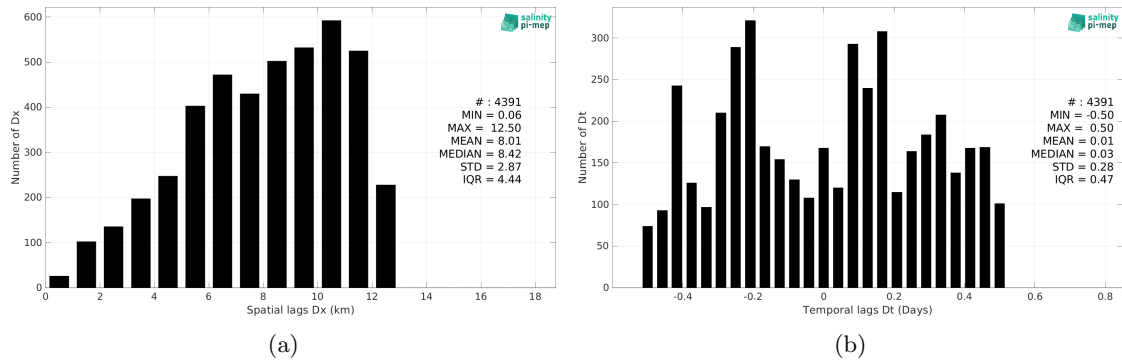 600
500
400
300
200
100
0
Number of Dx
0 2 4 6 8 10 12 14 16 18
Spatial lags Dx (km)
salinity
pi-mep
# : 4391
MIN = 0.06
MAX = 12.50
MEAN = 8.01
MEDIAN = 8.42
STD = 2.87
IQR = 4.44
(a)
300
250
200
150
100
50
0
Number of Dt
-0.4 -0.2 0 0.2 0.4 0.6 0.8
Temporal lags Dt (Days)
salinity
pi-mep
# : 4391
MIN = -0.50
MAX = 0.50
MEAN = 0.01
MEDIAN = 0.03
STD = 0.28
IQR = 0.47
(b)